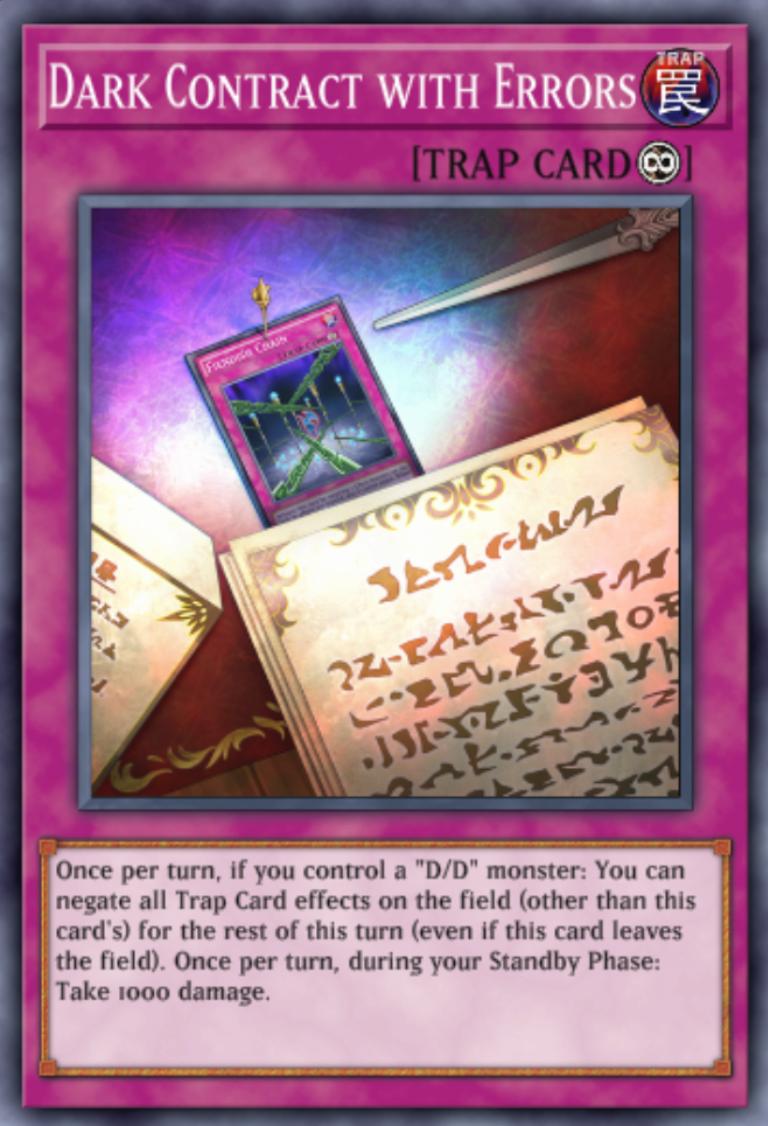 Dark Contract with Errors
TRAP
罠
[TRAP CARD]
Fiendish Chain
Once per turn, if you control a "D/D" monster: You can
negate all Trap Card effects on the field (other than this
card's) for the rest of this turn (even if this card leaves
the field). Once per turn, during your Standby Phase:
Take 1000 damage.